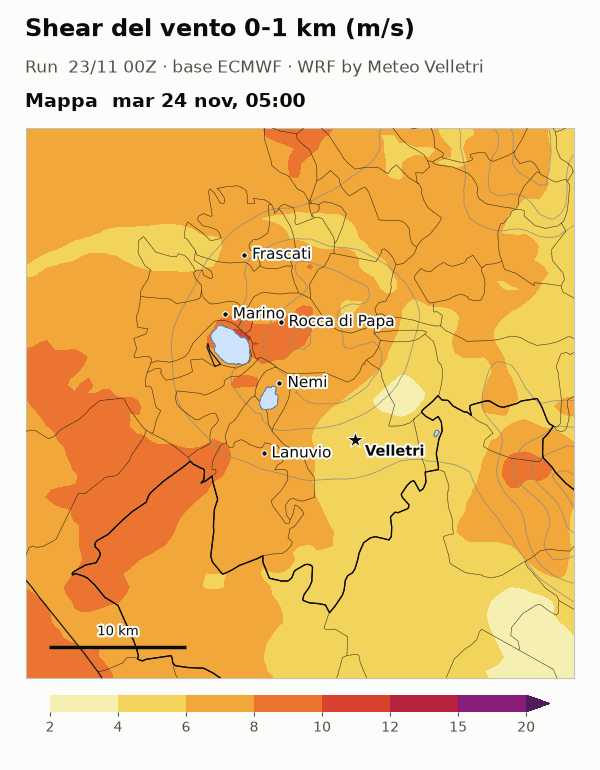 Shear del vento 0-1 km (m/s)
Run  23/11 00Z · base ECMWF · WRF by Meteo Velletri
Mappa  mar 24 nov, 05:00
Frascati
Marino
Rocca di Papa
Nemi
Velletri
Lanuvio
10 km
2 4 6 8 10 12 15 20